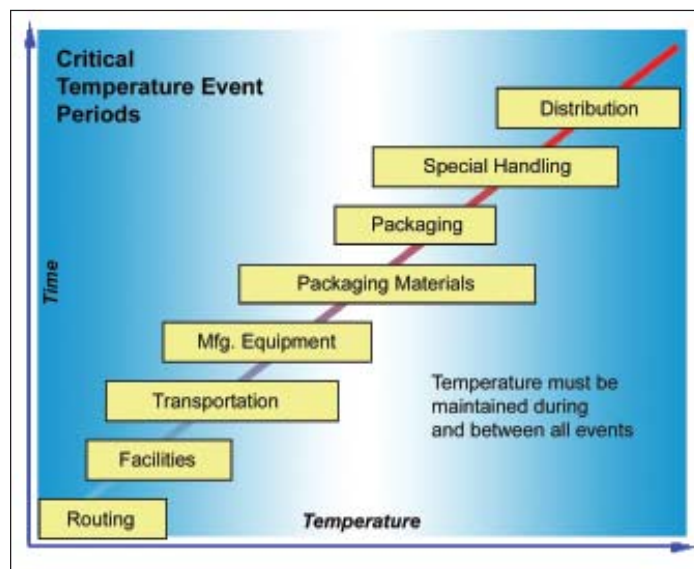 Critical
Temperature Event
Periods
Distribution
Special Handling
Packaging
Packaging Materials
Time
Mfg. Equipment
Transportation
Temperature must be
maintained during
and between all events
Facilities
Routing
Temperature